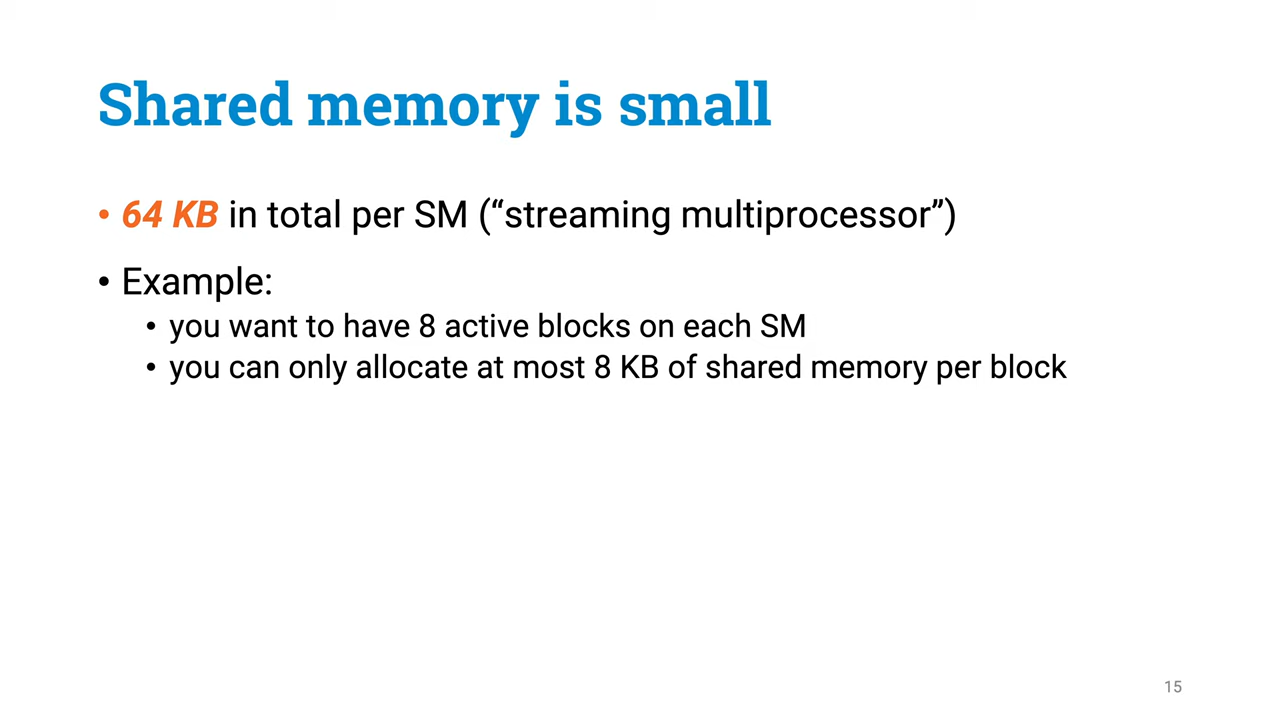 Shared memory is small
• 64 KB in total per SM (“streaming multiprocessor”)
• Example:
• you want to have 8 active blocks on each SM
• you can only allocate at most 8 KB of shared memory per block
15